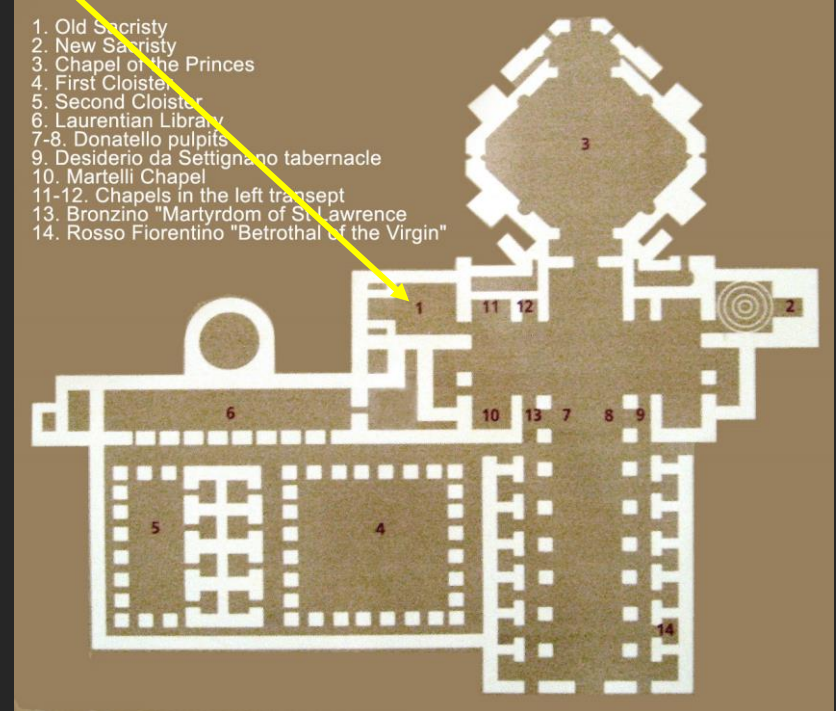 1. Old Sacristy
2. New Sacristy
3. Chapel of the Princes
4. First Cloister
5. Second Cloister
6. Laurentian Library
7-8. Donatello pulpits
9. Desiderio da Settignano tabernacle
10. Martelli Chapel
11-12. Chapels in the left transept
13. Bronzino "Martyrdom of St Lawrence
14. Rosso Fiorentino "Betrothal of the Virgin"
3
1 11 12 2
6 10 13 7 8 9
5 4
14